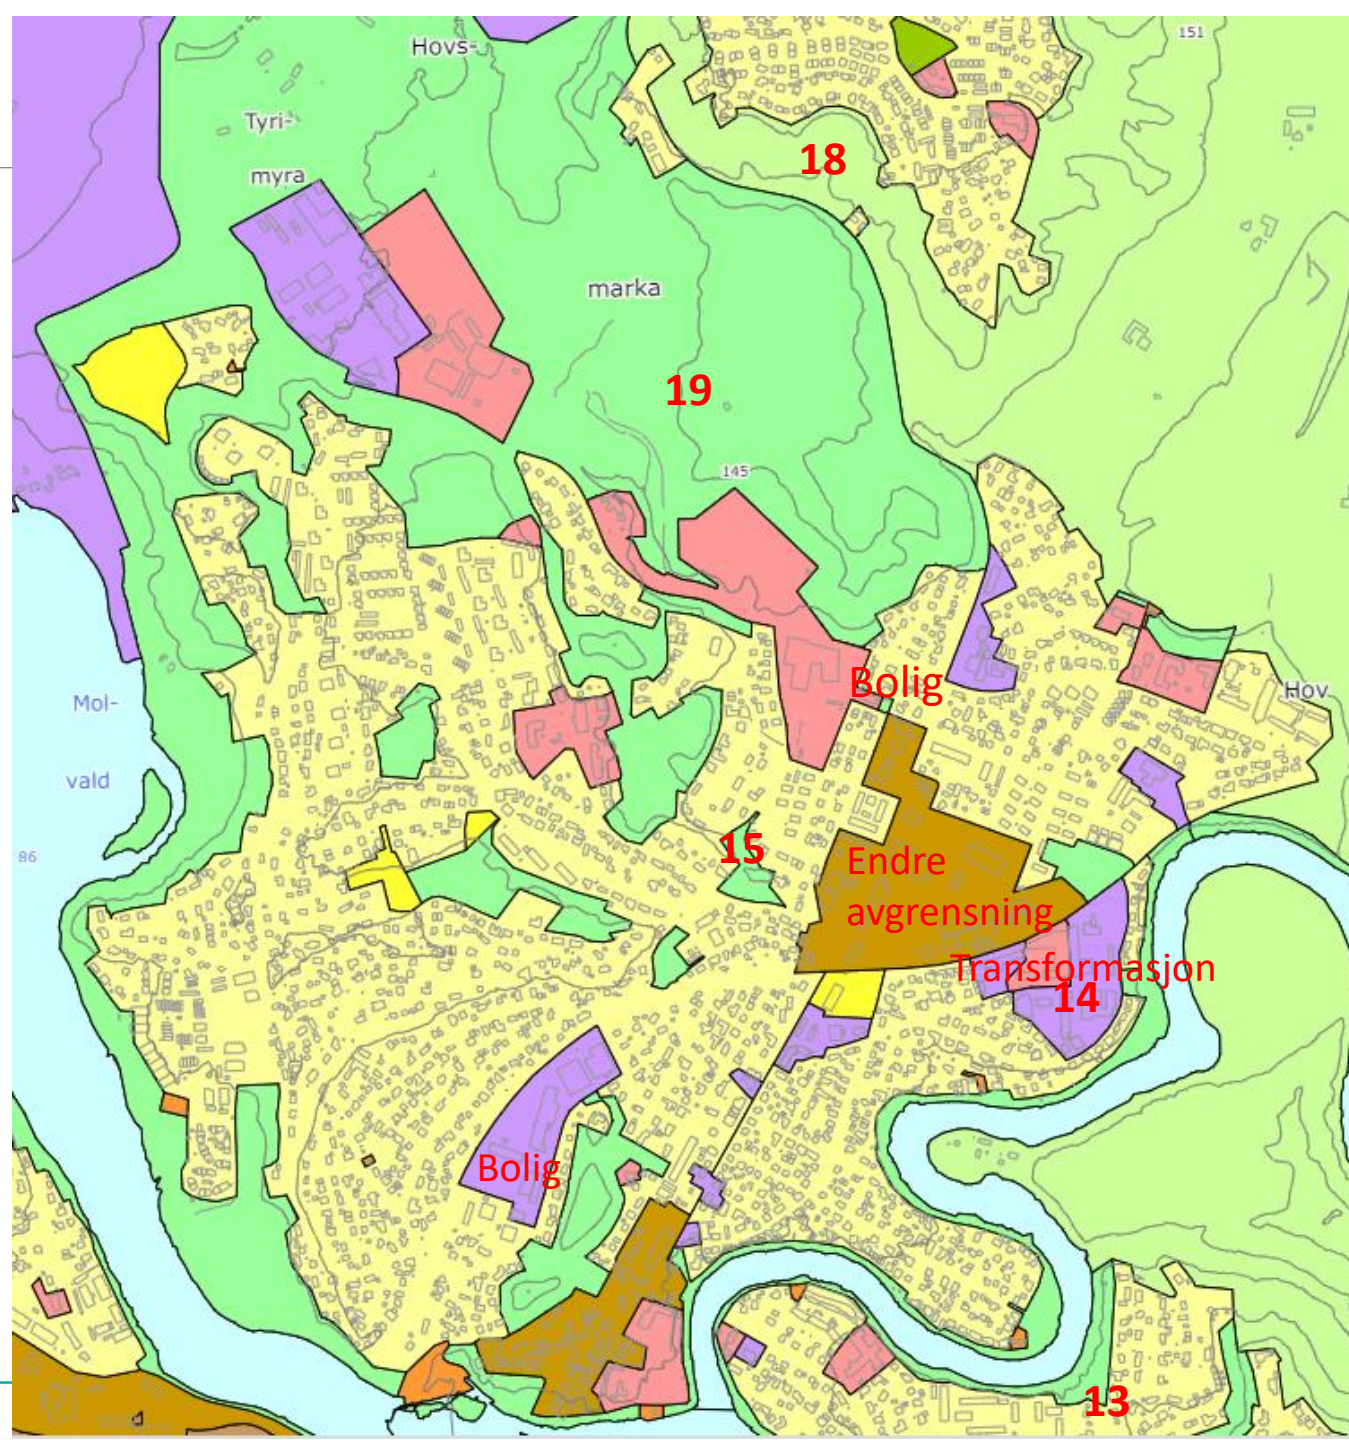 151
Hovs-
Tyri-
18
myra
marka
19
145
Bolig
Hov
Mol-
vald
15
86
Endre
avgrensning
Transformasjon
14
Bolig
13